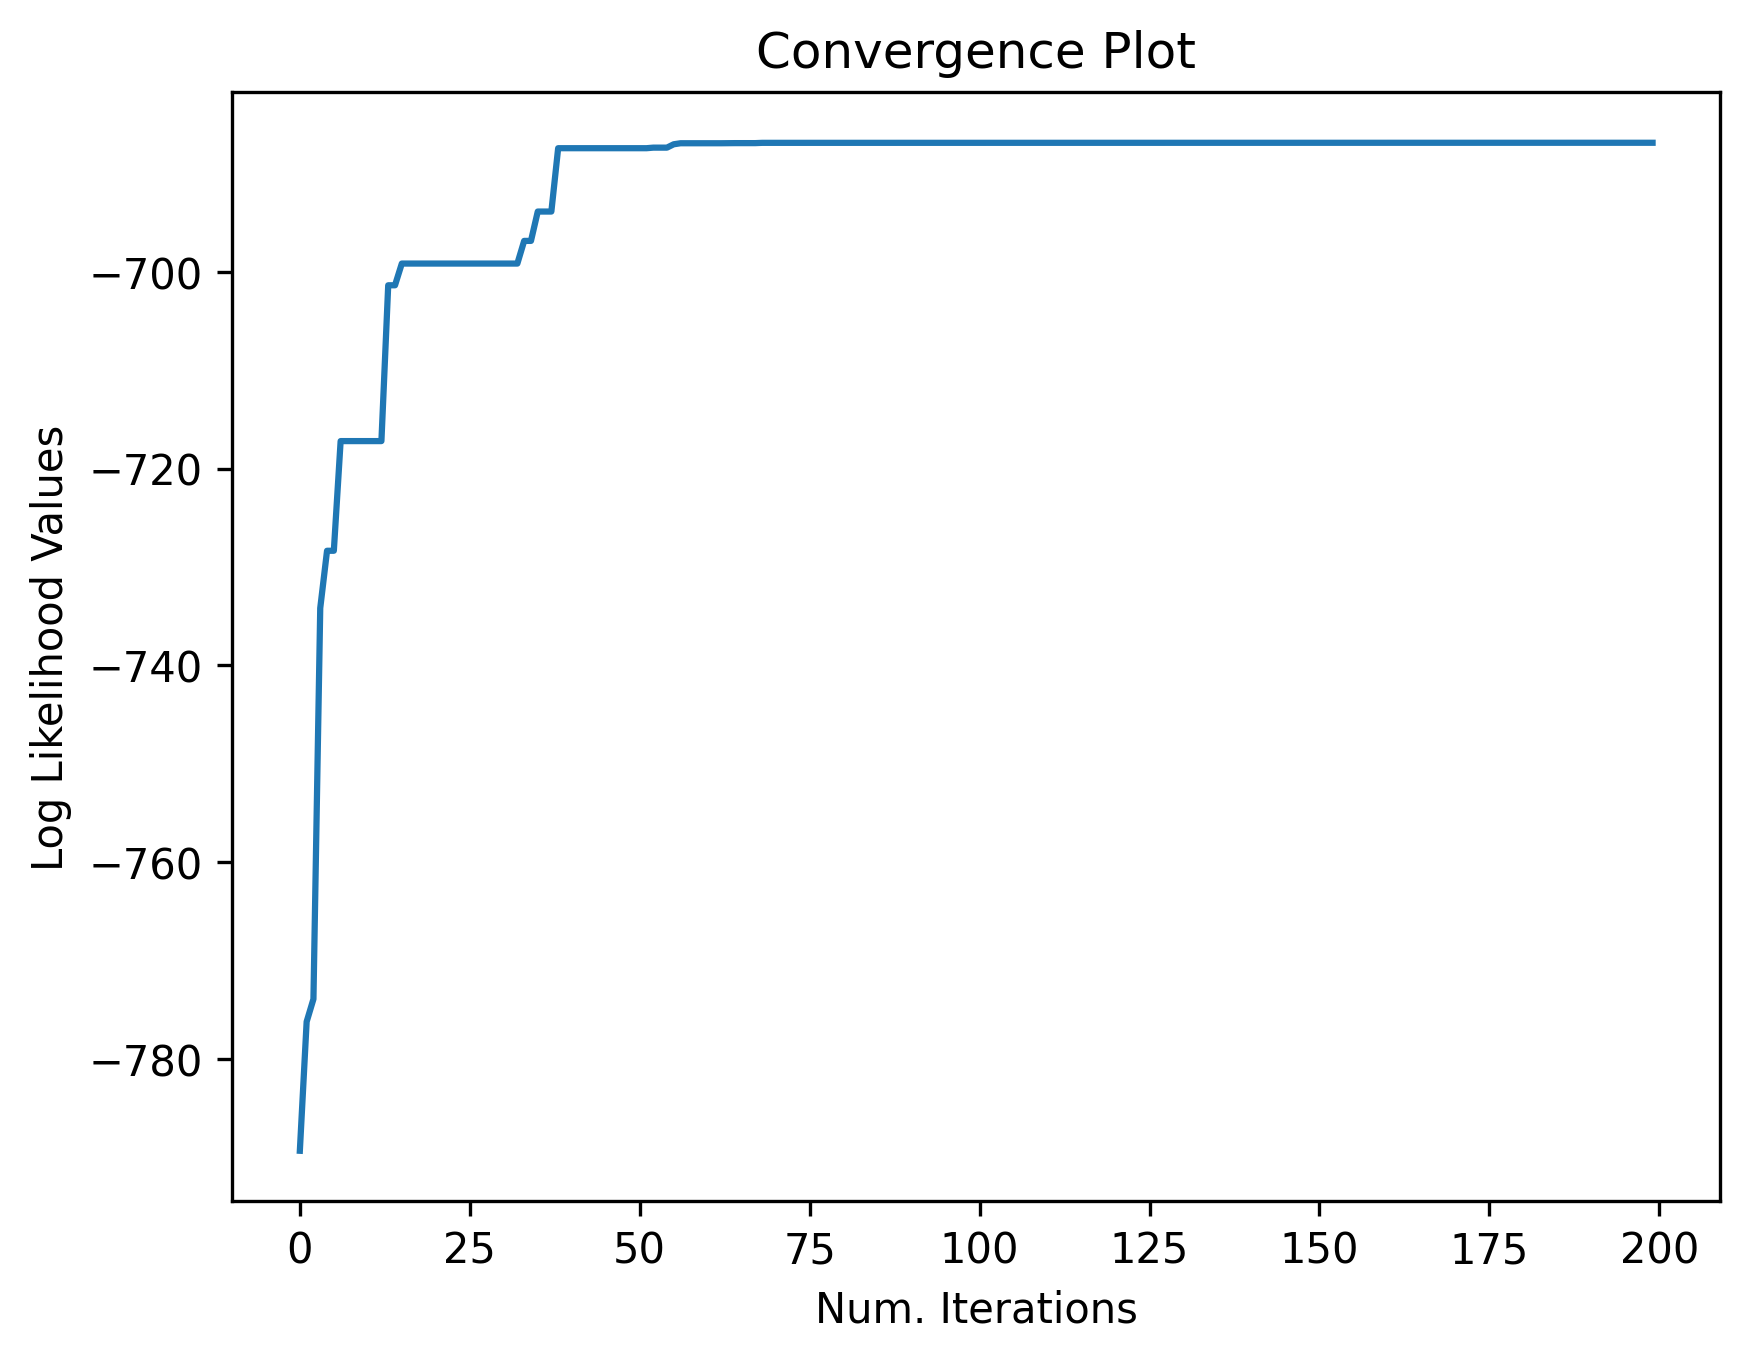 Convergence Plot
Log Likelihood Values
−700
−720
−740
−760
−780
0 25 50 75 100 125 150 175 200
Num. Iterations